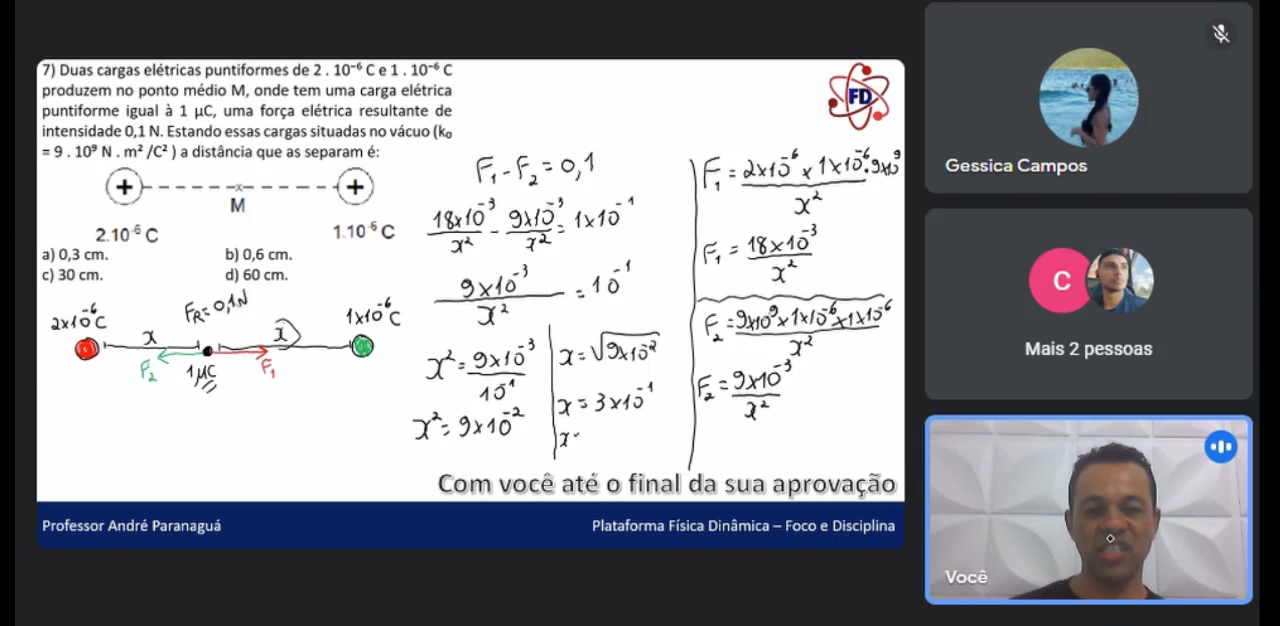 7) Duas cargas elétricas puntiformes de 2 . 10⁻⁶ C e 1 . 10⁻⁶ C
produzem no ponto médio M, onde tem uma carga elétrica
puntiforme igual à 1 µC, uma força elétrica resultante de
intensidade 0,1 N. Estando essas cargas situadas no vácuo (k₀
= 9 . 10⁹ N . m² /C² ) a distância que as separam é:
+ x +
M
2.10⁻⁶ C 1.10⁻⁶ C
a) 0,3 cm. b) 0,6 cm.
c) 30 cm. d) 60 cm.
2x10⁻⁶C FR=0,1N 1x10⁻⁶C
x x
F₂ 1µC F₁
F₁ - F₂ = 0,1
18x10⁻³/x² - 9x10⁻³/x² = 1x10⁻¹
9x10⁻³/x² = 10⁻¹
x² = 9x10⁻³/10⁻¹
x² = 9x10⁻²
x = √9x10⁻²
x = 3x10⁻¹
x
F₁ = 2x10⁻⁶ x 1x10⁻⁶.9x10⁹/x²
F₁ = 18x10⁻³/x²
F₂ = 9x10⁹x1x10⁻⁶x1x10⁻⁶/x²
F₂ = 9x10⁻³/x²
FD
Com você até o final da sua aprovação
Professor André Paranaguá Plataforma Física Dinâmica – Foco e Disciplina
Gessica Campos
C
Mais 2 pessoas
Você